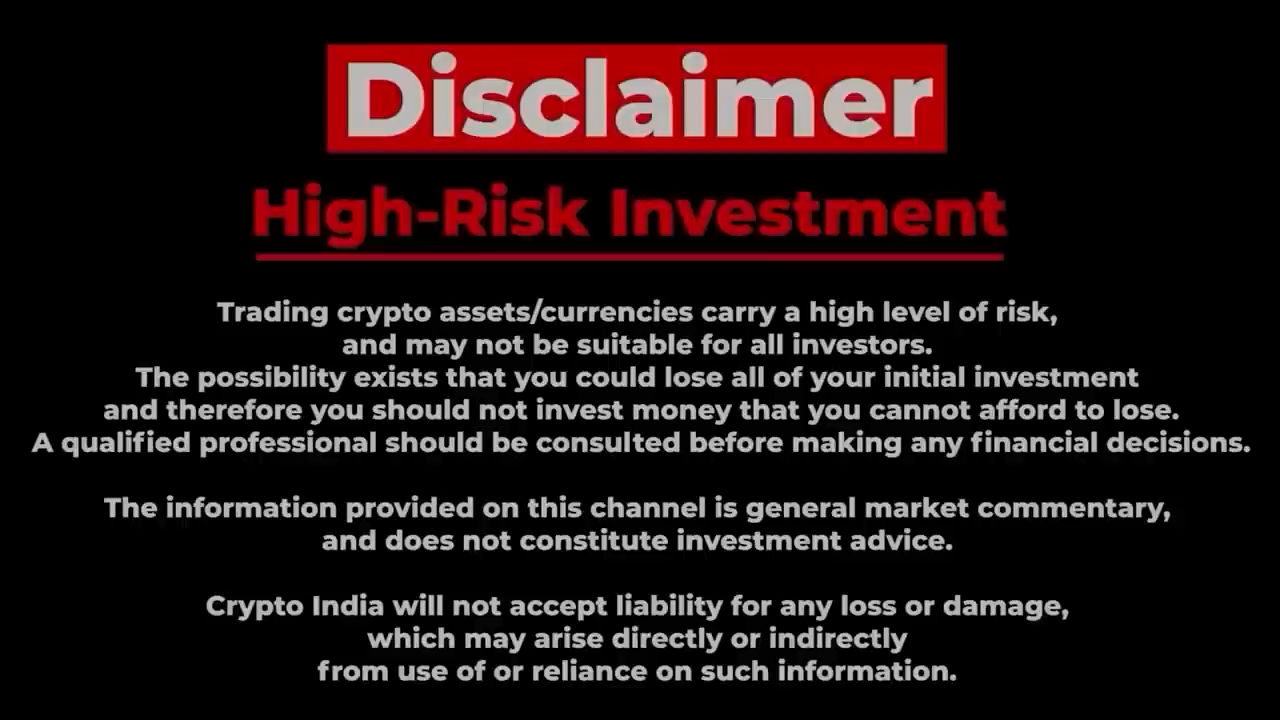 Disclaimer
High-Risk Investment
Trading crypto assets/currencies carry a high level of risk,
and may not be suitable for all investors.
The possibility exists that you could lose all of your initial investment
and therefore you should not invest money that you cannot afford to lose.
A qualified professional should be consulted before making any financial decisions.
The information provided on this channel is general market commentary,
and does not constitute investment advice.
Crypto India will not accept liability for any loss or damage,
which may arise directly or indirectly
from use of or reliance on such information.